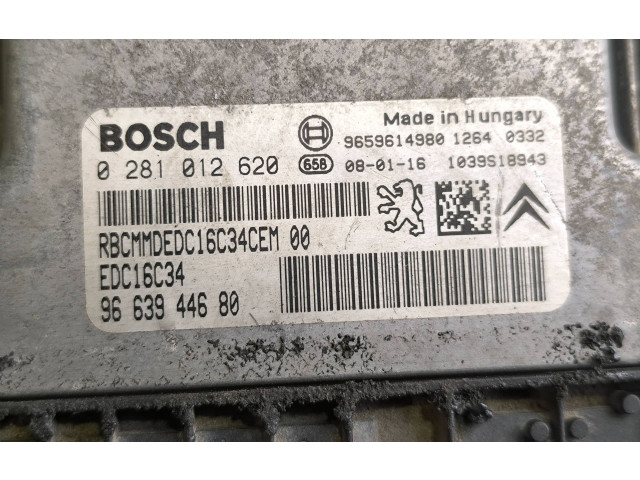 Made in Hungary
BOSCH
9659614980 1264 0332
0 281 012 620 658 08-01-16 1039S18943
RBCMMDEDC16C34CEM 00
EDC16C34
96 639 446 80